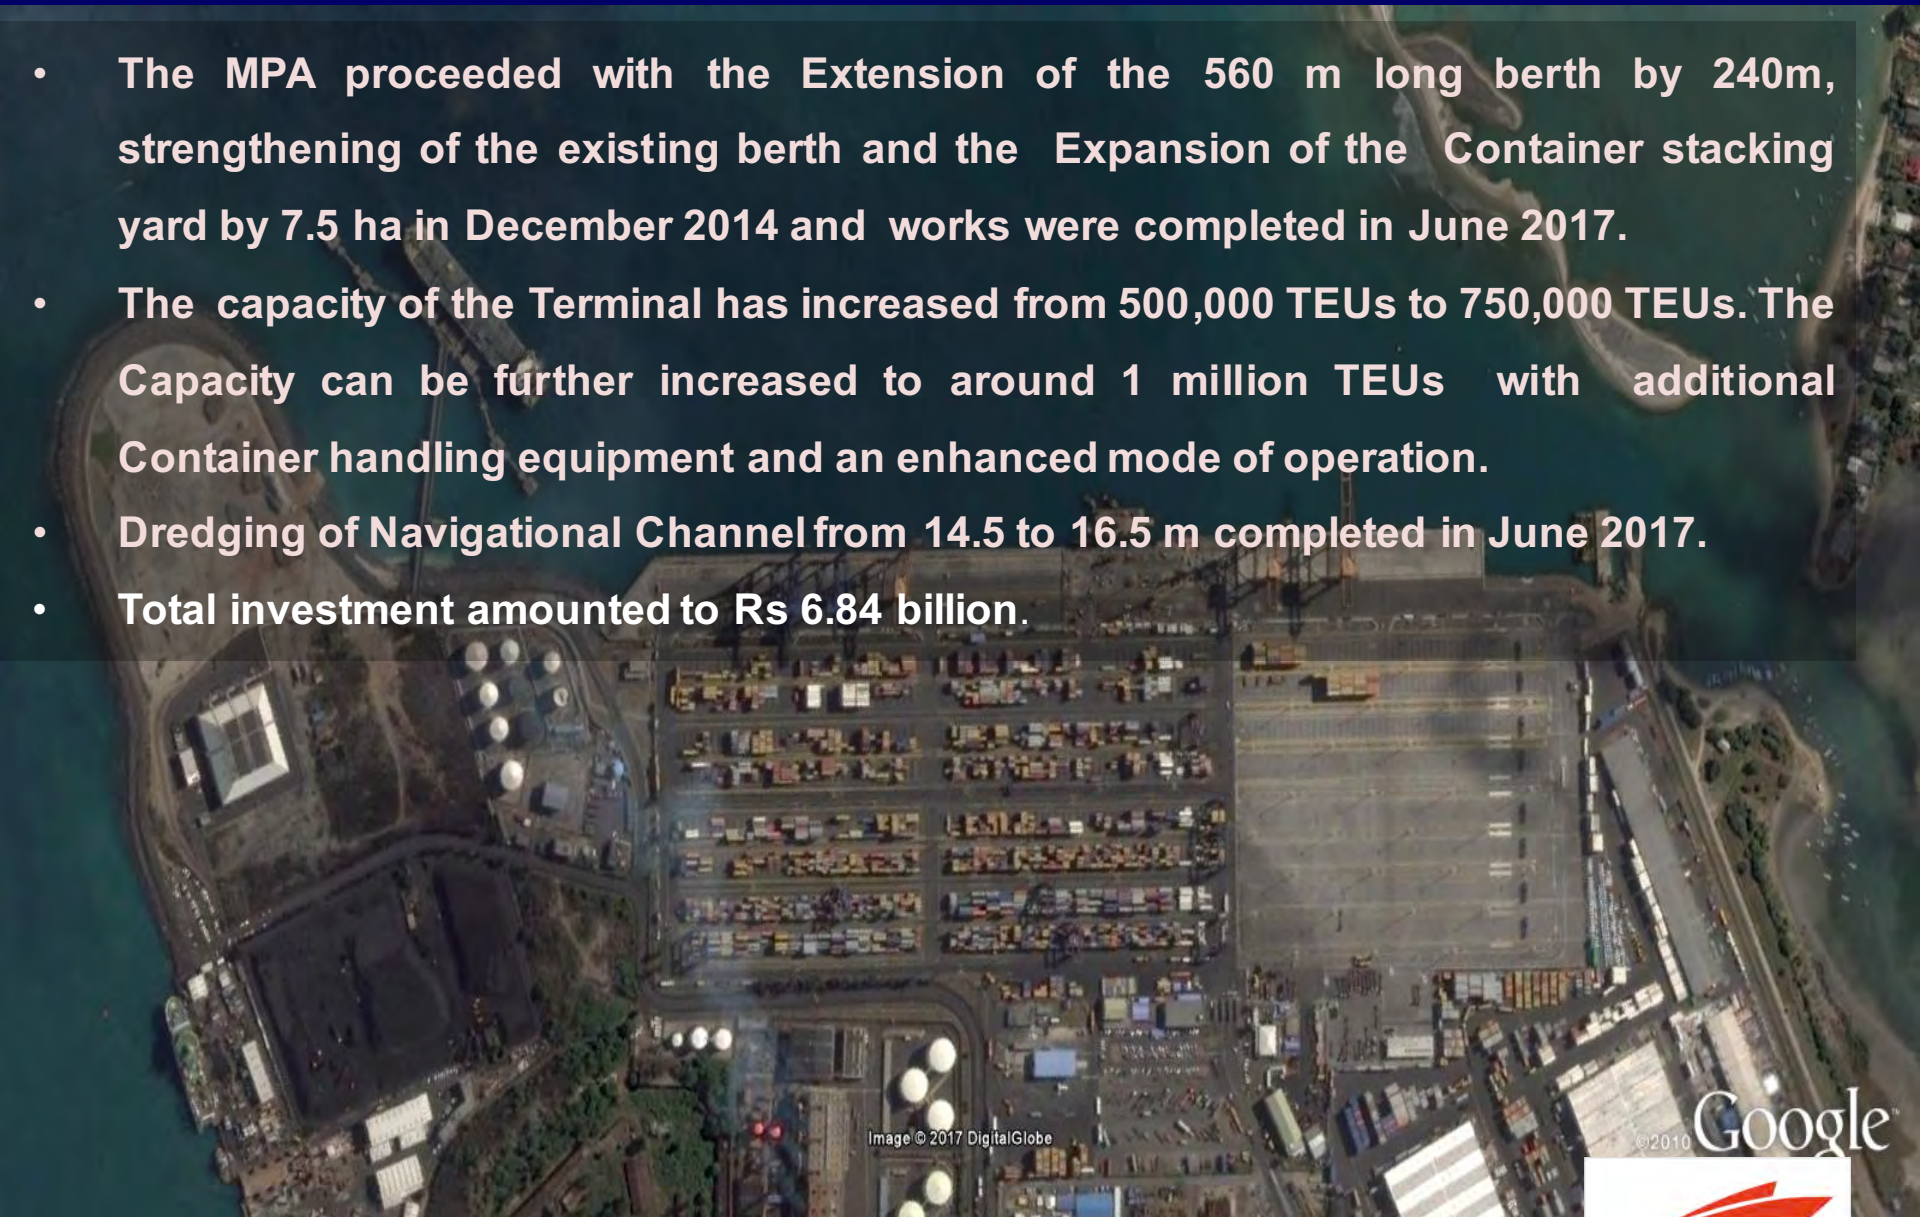 • The MPA proceeded with the Extension of the 560 m long berth by 240m,
strengthening of the existing berth and the Expansion of the Container stacking
yard by 7.5 ha in December 2014 and works were completed in June 2017.
• The capacity of the Terminal has increased from 500,000 TEUs to 750,000 TEUs. The
Capacity can be further increased to around 1 million TEUs with additional
Container handling equipment and an enhanced mode of operation.
• Dredging of Navigational Channel from 14.5 to 16.5 m completed in June 2017.
• Total investment amounted to Rs 6.84 billion.
Image © 2017 DigitalGlobe
©2010 Google™